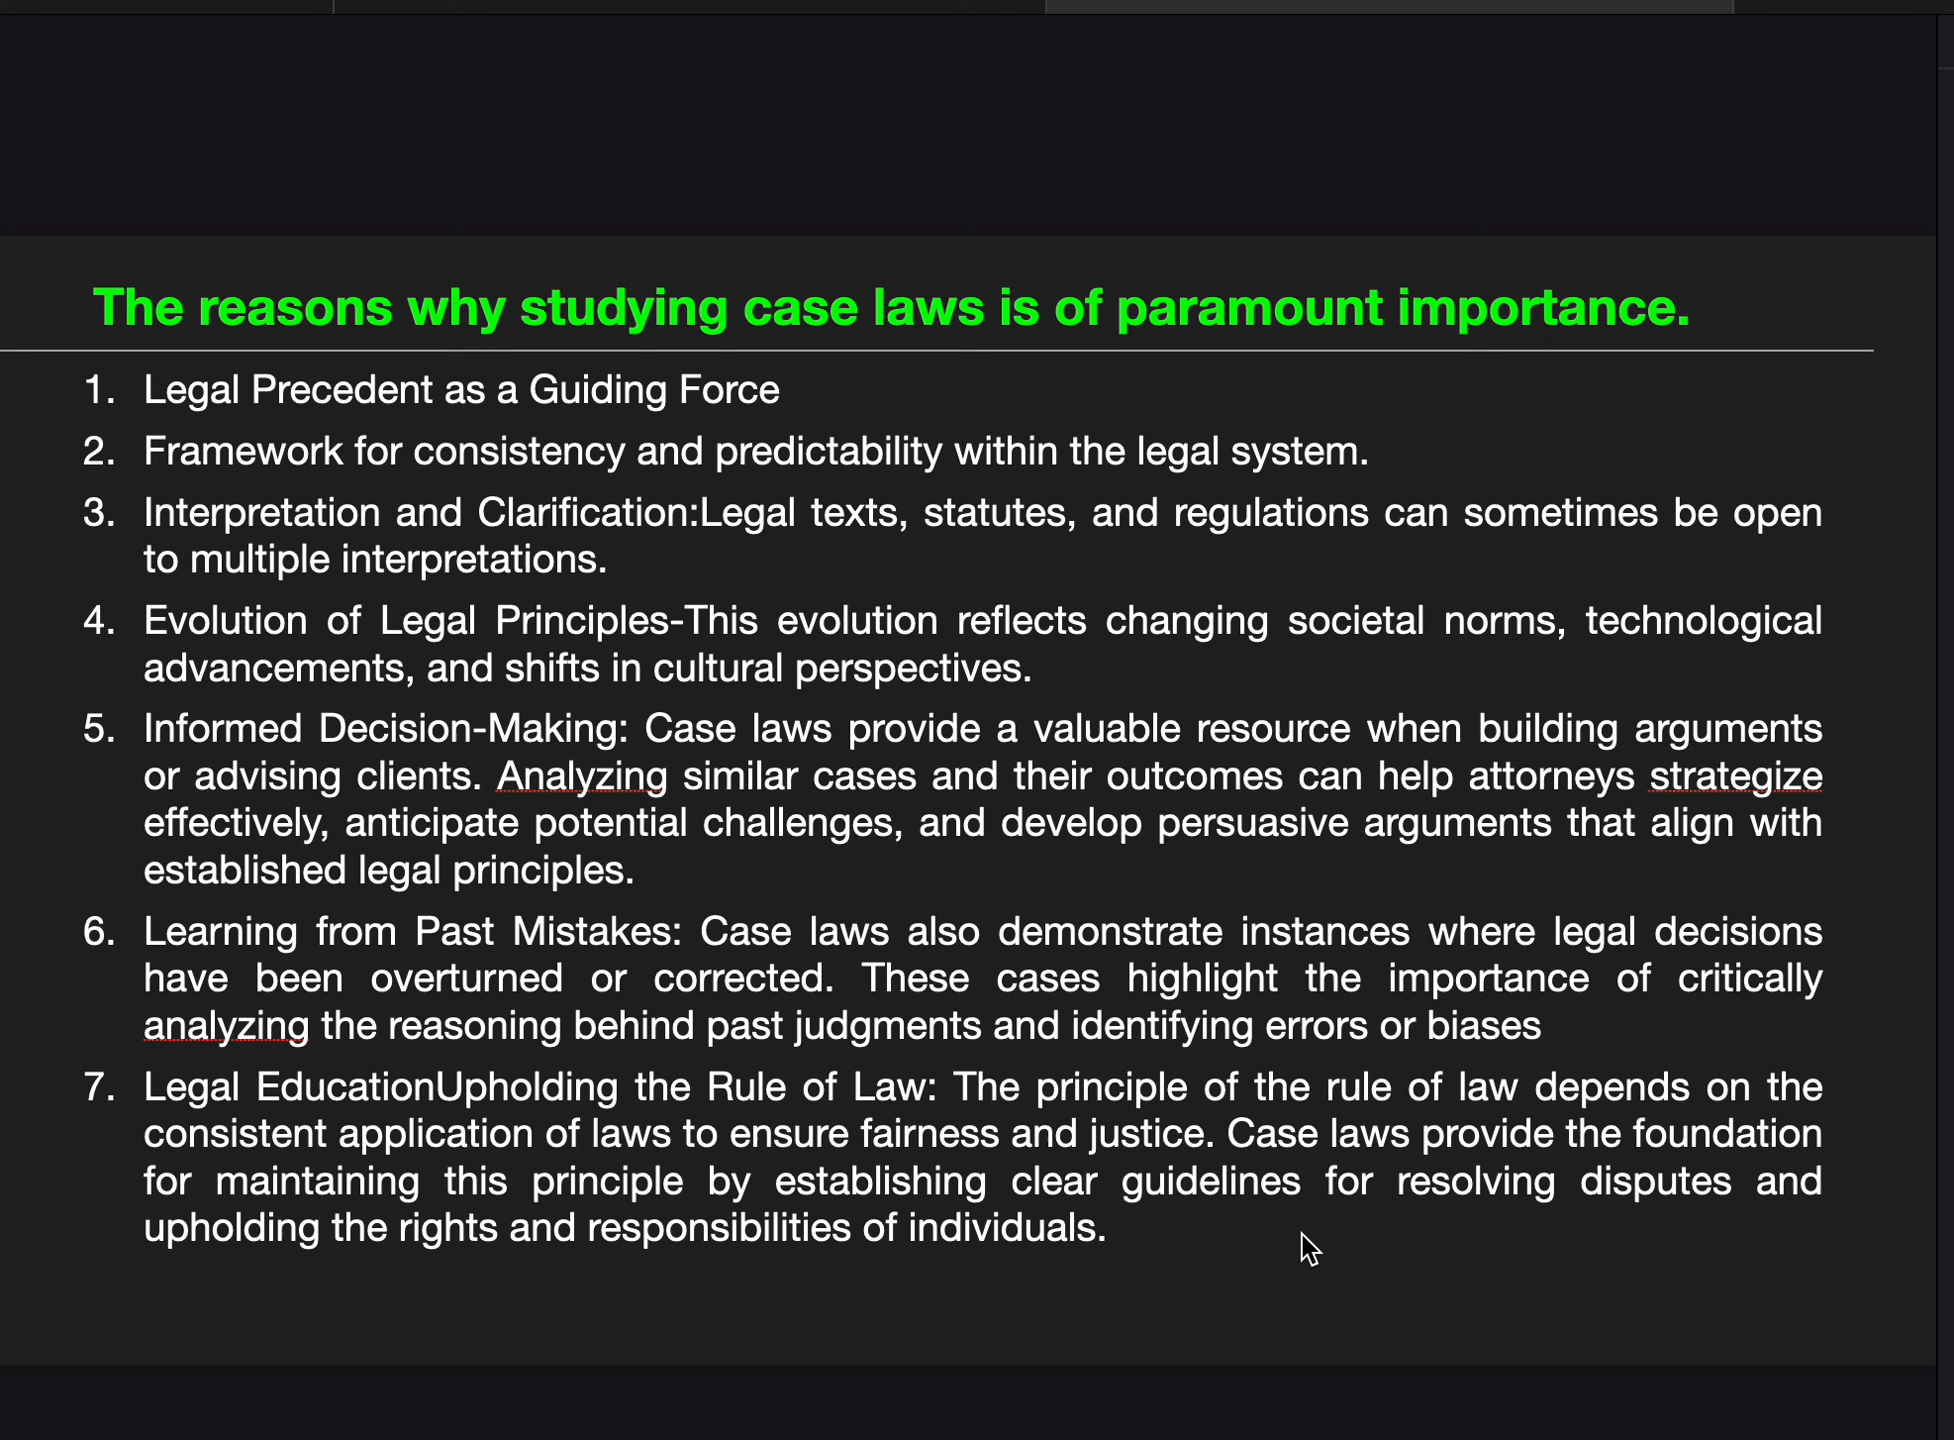 The reasons why studying case laws is of paramount importance.
1. Legal Precedent as a Guiding Force
2. Framework for consistency and predictability within the legal system.
3. Interpretation and Clarification:Legal texts, statutes, and regulations can sometimes be open
to multiple interpretations.
4. Evolution of Legal Principles-This evolution reflects changing societal norms, technological
advancements, and shifts in cultural perspectives.
5. Informed Decision-Making: Case laws provide a valuable resource when building arguments
or advising clients. Analyzing similar cases and their outcomes can help attorneys strategize
effectively, anticipate potential challenges, and develop persuasive arguments that align with
established legal principles.
6. Learning from Past Mistakes: Case laws also demonstrate instances where legal decisions
have been overturned or corrected. These cases highlight the importance of critically
analyzing the reasoning behind past judgments and identifying errors or biases
7. Legal EducationUpholding the Rule of Law: The principle of the rule of law depends on the
consistent application of laws to ensure fairness and justice. Case laws provide the foundation
for maintaining this principle by establishing clear guidelines for resolving disputes and
upholding the rights and responsibilities of individuals.